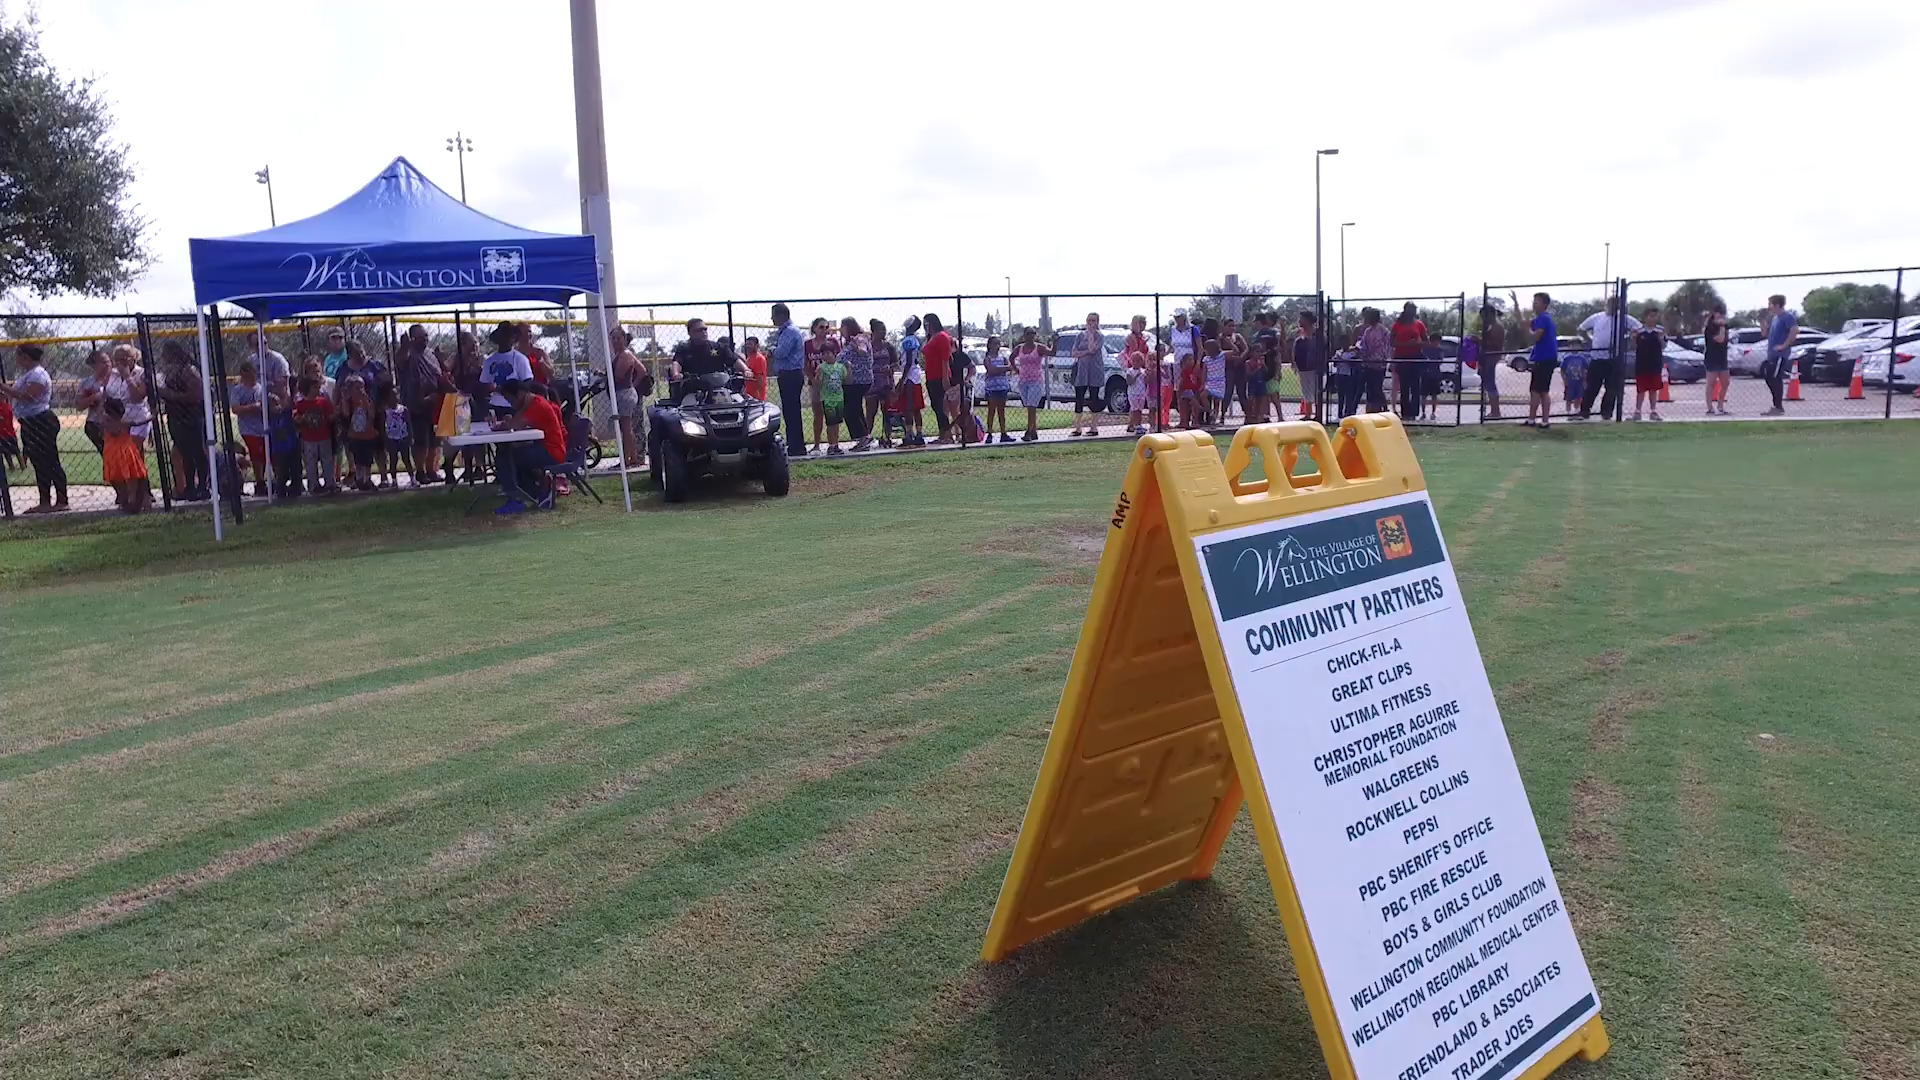 WELLINGTON
AMP
THE VILLAGE OF
WELLINGTON
COMMUNITY PARTNERS
CHICK-FIL-A
GREAT CLIPS
ULTIMA FITNESS
CHRISTOPHER AGUIRRE
MEMORIAL FOUNDATION
WALGREENS
ROCKWELL COLLINS
PEPSI
PBC SHERIFF'S OFFICE
PBC FIRE RESCUE
BOYS & GIRLS CLUB
WELLINGTON COMMUNITY FOUNDATION
WELLINGTON REGIONAL MEDICAL CENTER
PBC LIBRARY
FRIENDLAND & ASSOCIATES
TRADER JOES